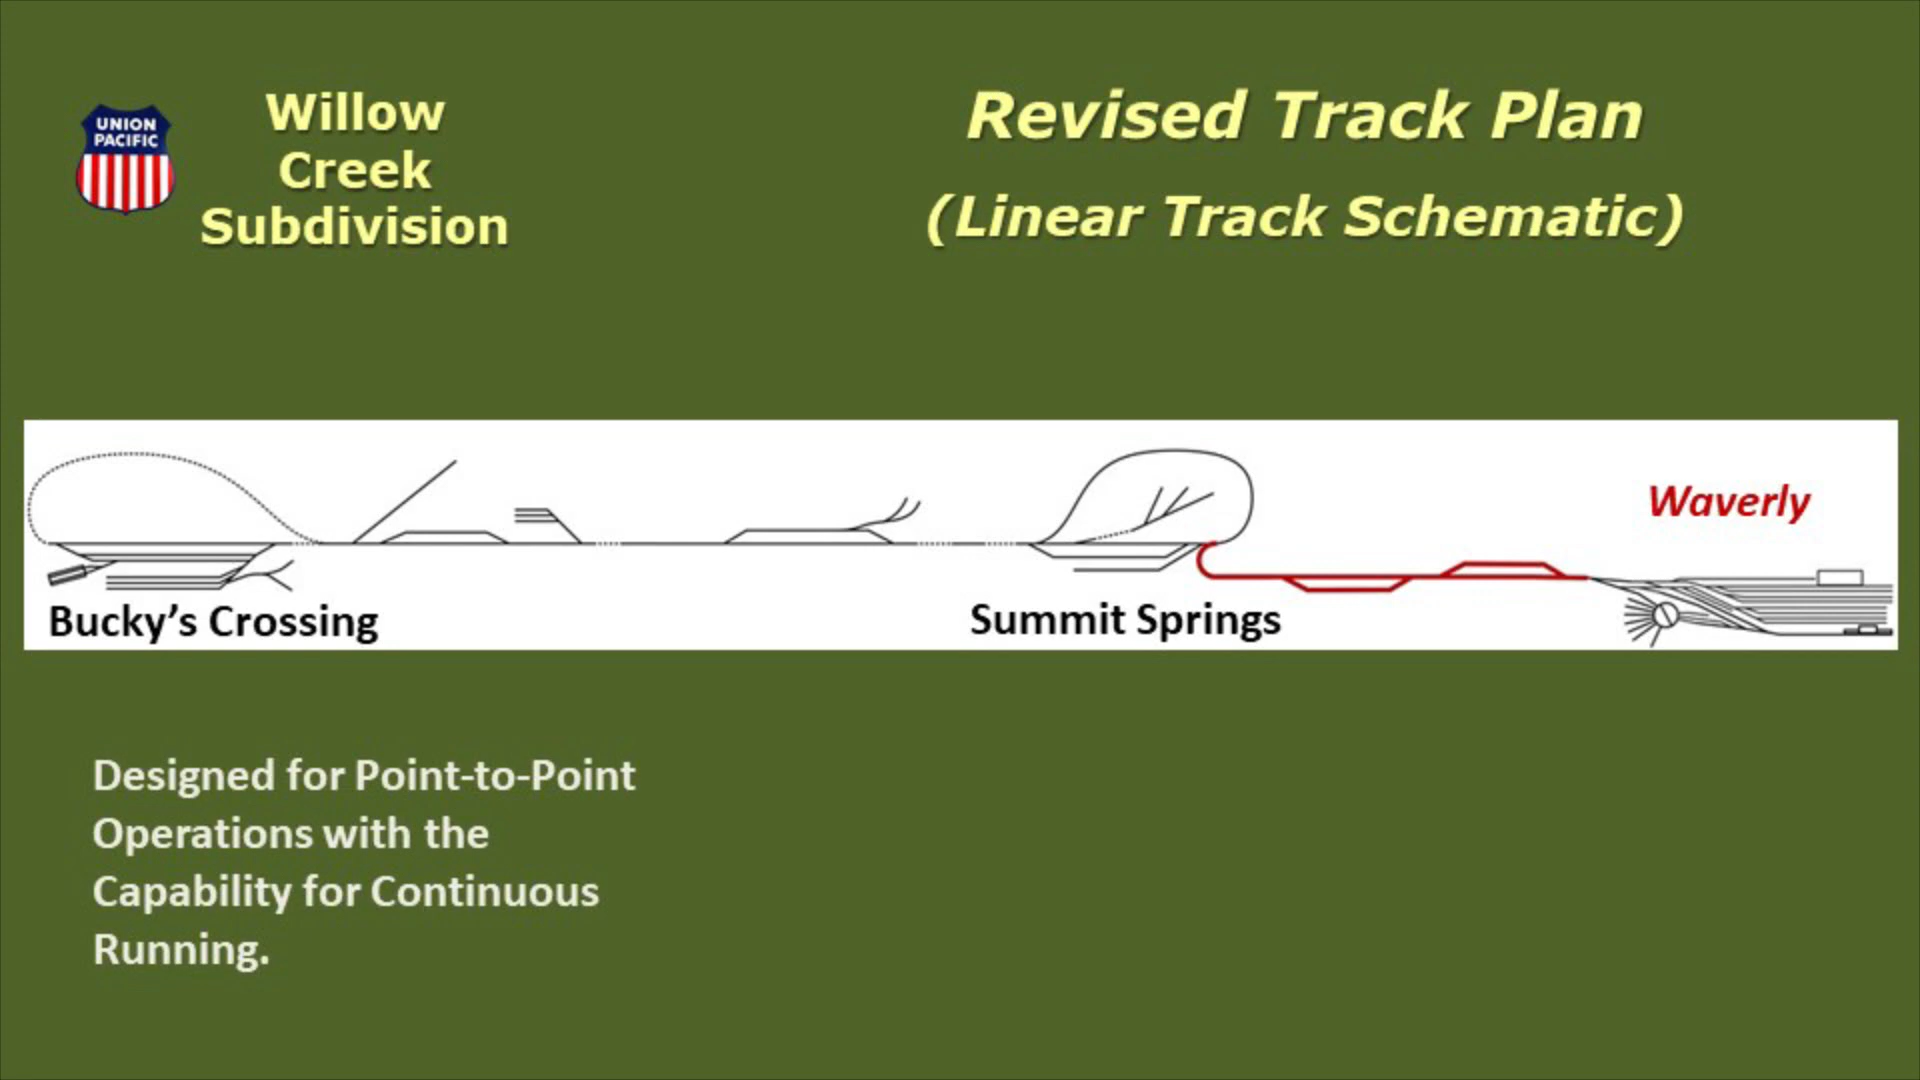 UNION
PACIFIC
Willow
Creek
Subdivision
Revised Track Plan
(Linear Track Schematic)
Waverly
Bucky’s Crossing
Summit Springs
Designed for Point-to-Point
Operations with the
Capability for Continuous
Running.